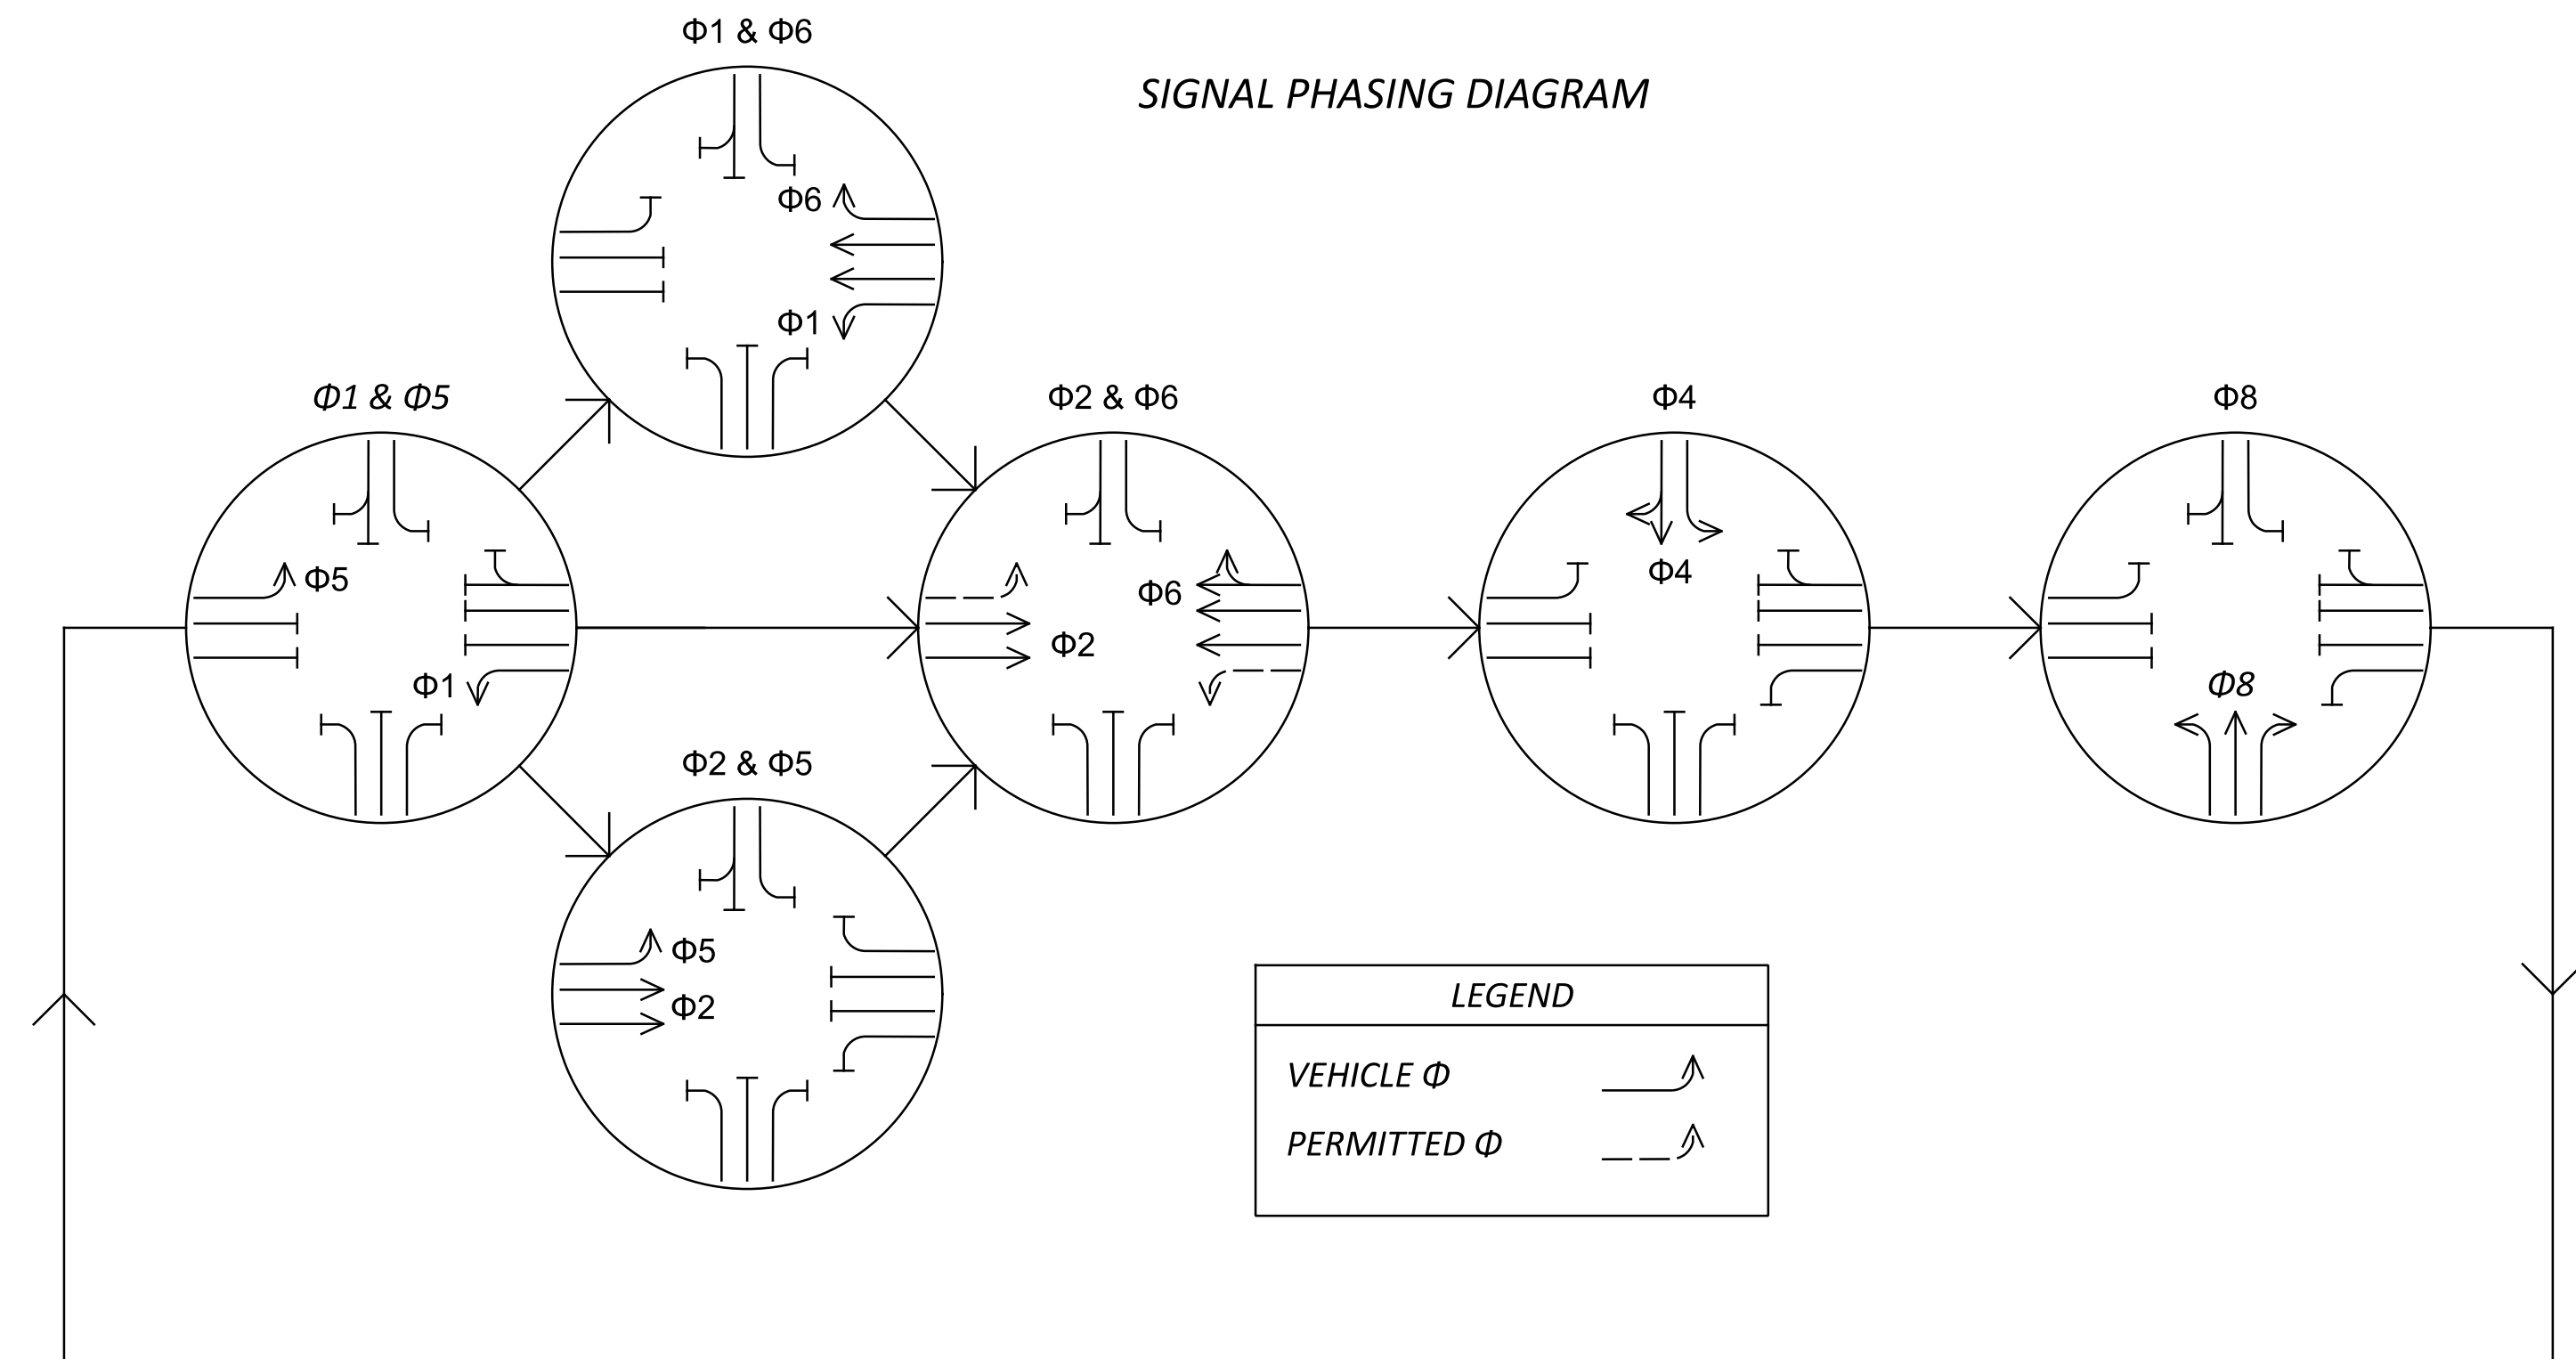 Φ1 & Φ6
SIGNAL PHASING DIAGRAM
Φ6
Φ1
Φ1 & Φ5
Φ2 & Φ6
Φ4
Φ8
Φ5
Φ1
Φ6
Φ2
Φ4
Φ8
Φ2 & Φ5
Φ5
Φ2
LEGEND
VEHICLE Φ
PERMITTED Φ